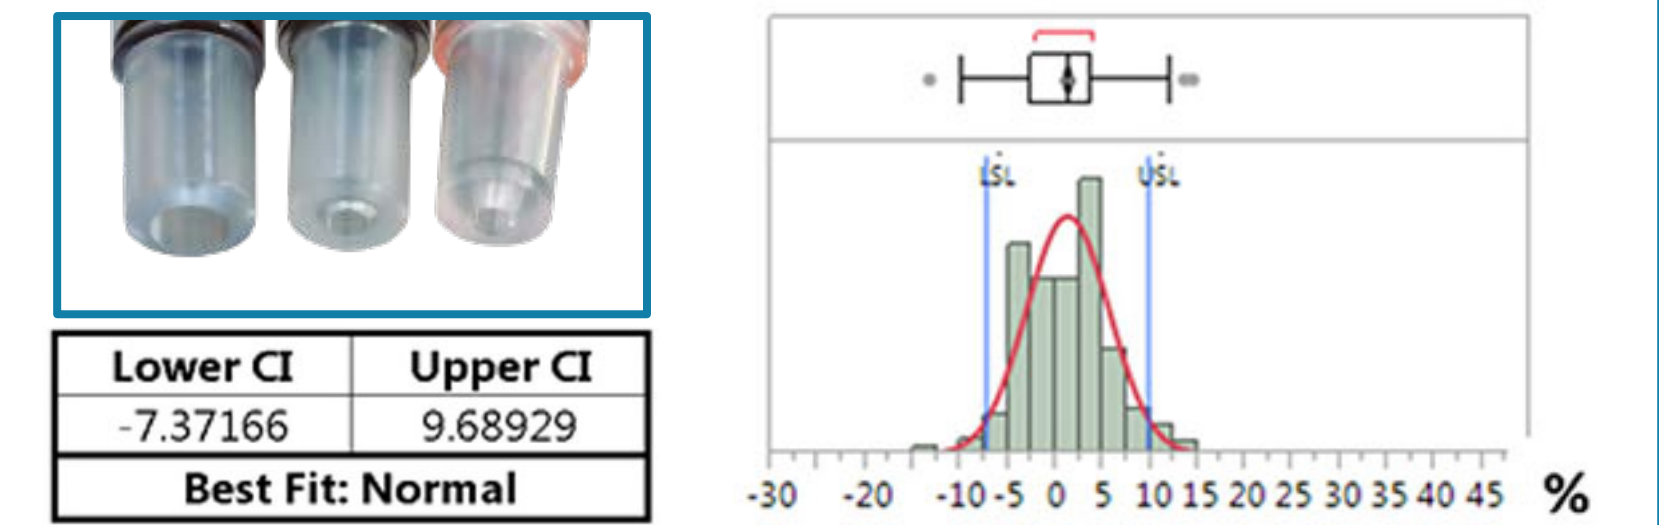 Lower CI Upper CI
-7.37166 9.68929
Best Fit: Normal
LSL USL
-30 -20 -10 -5 0 5 10 15 20 25 30 35 40 45 %